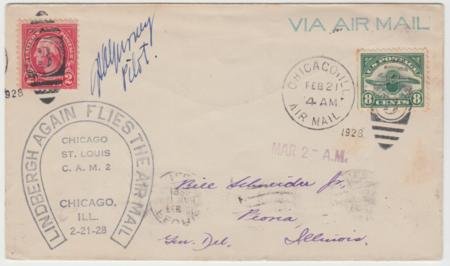 VIA AIR MAIL
Pilot.
CHICAGO, ILL.
FEB 21
4 AM
AIR MAIL
1928
U.S. POSTAGE
8 CENTS 8
2 2
1928
LINDBERGH AGAIN FLIES THE AIR MAIL
CHICAGO
ST. LOUIS
C. A. M. 2
CHICAGO,
ILL.
2-21-28
MAR 2 - A.M.
Bill Schneider Jr.
Peoria
Gen. Del. Illinois.